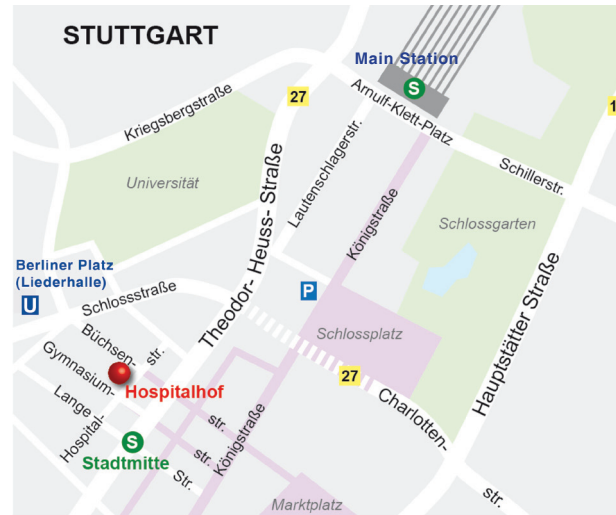 STUTTGART
Main Station
S
27
1
Arnulf-Klett-Platz
Kriegsbergstraße
Lautenschlagerstr.
Schillerstr.
Universität
Königstraße
Schlossgarten
Theodor- Heuss- Straße
Berliner Platz
(Liederhalle)
U
Schlossstraße
P
Schlossplatz
Hauptstätter Straße
Büchsen-
str.
Gymnasium-
Hospitalhof
27
Charlotten-
str.
Lange
Hospital-
str.
str.
Königstraße
S
Stadtmitte
Str.
Marktplatz